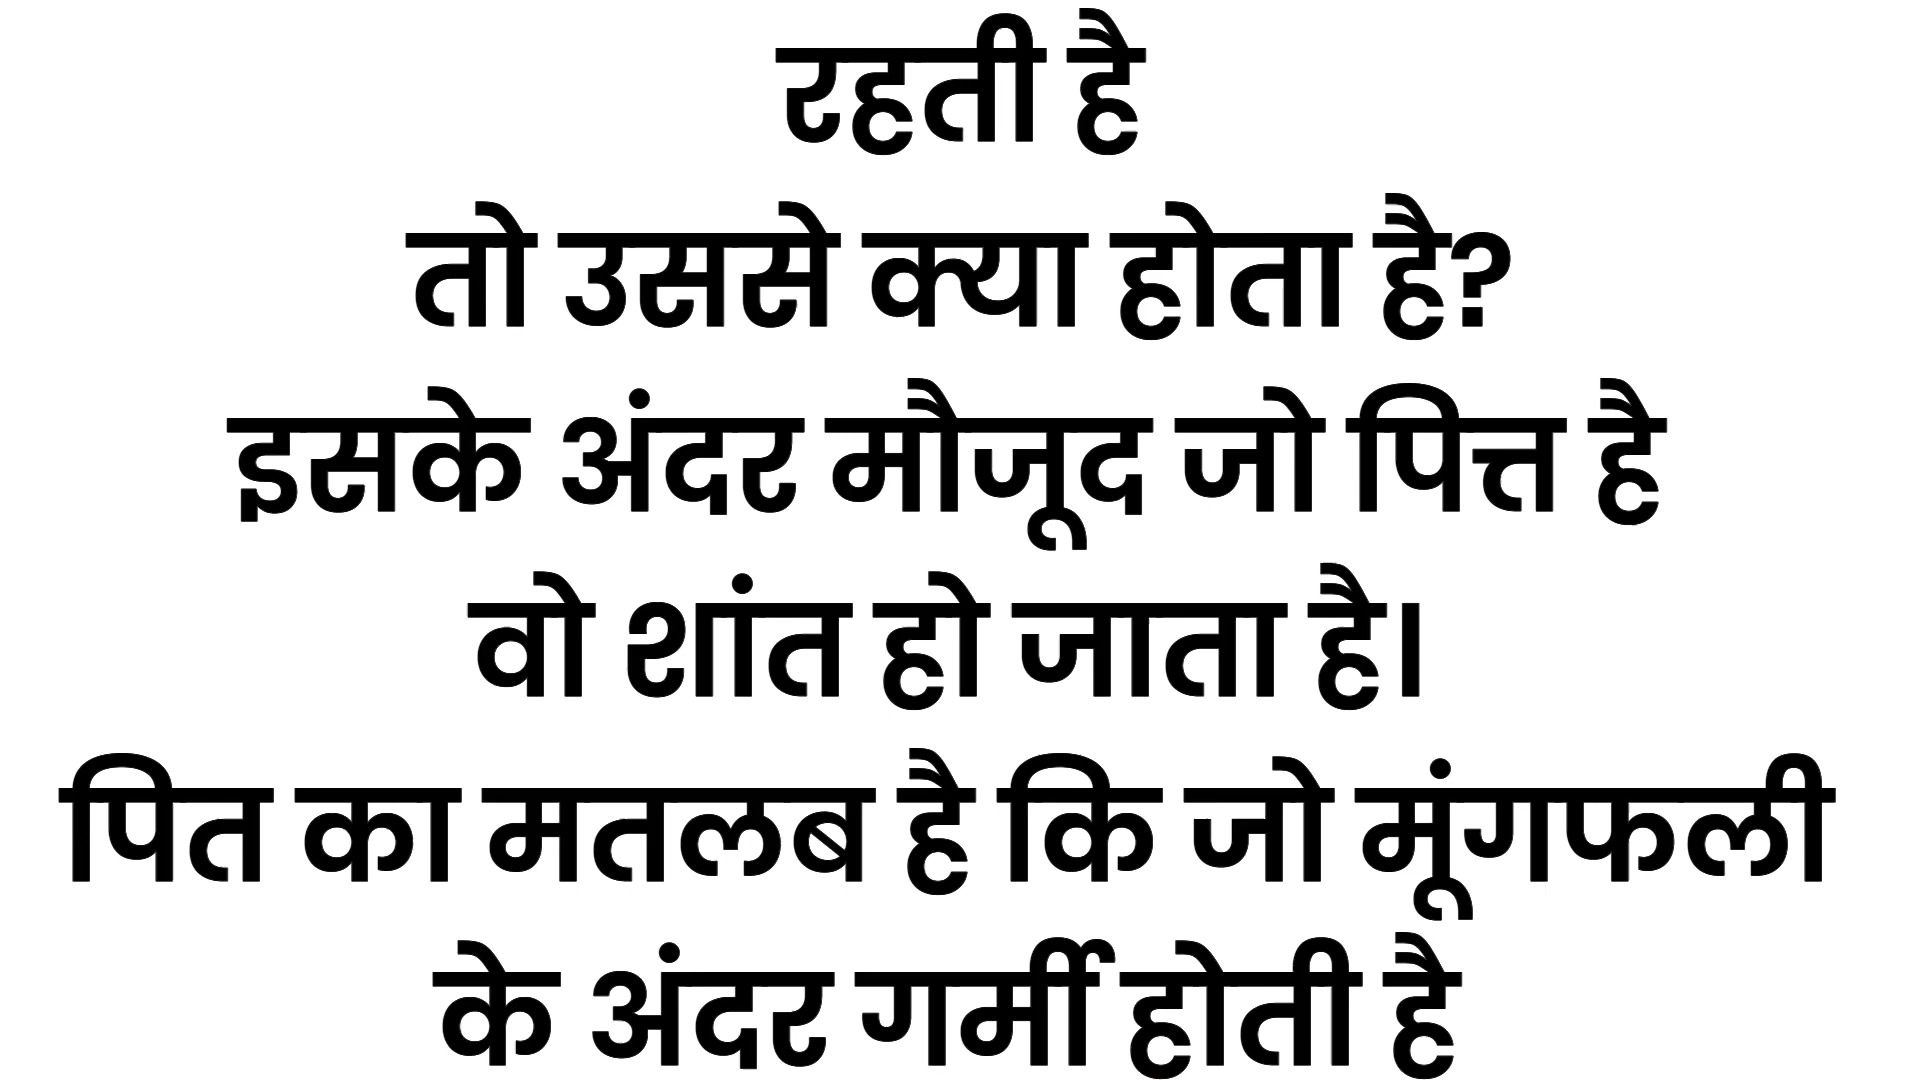 रहती है
तो उससे क्या होता है?
इसके अंदर मौजूद जो पित्त है
वो शांत हो जाता है।
पित का मतलब है कि जो मूंगफली
के अंदर गर्मी होती है